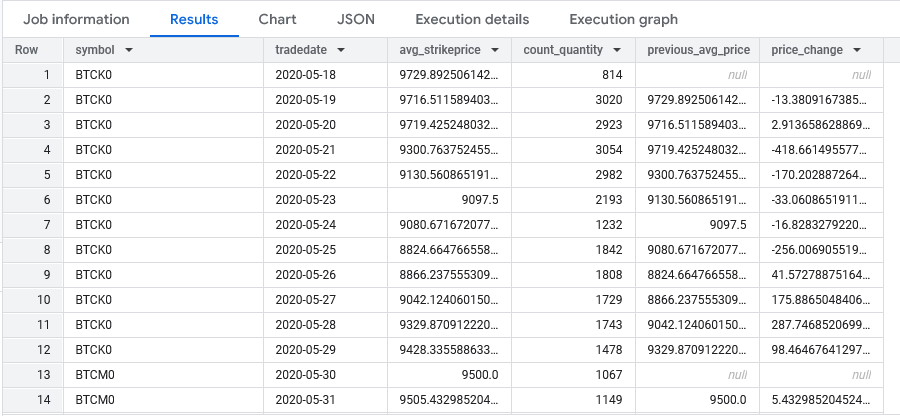 Job information Results Chart JSON Execution details Execution graph
Row symbol tradedate avg_strikeprice count_quantity previous_avg_price price_change
1 BTCK0 2020-05-18 9729.892506142... 814 null null
2 BTCK0 2020-05-19 9716.511589403... 3020 9729.892506142... -13.3809167385...
3 BTCK0 2020-05-20 9719.425248032... 2923 9716.511589403... 2.913658628869...
4 BTCK0 2020-05-21 9300.763752455... 3054 9719.425248032... -418.661495577...
5 BTCK0 2020-05-22 9130.560865191... 2982 9300.763752455... -170.202887264...
6 BTCK0 2020-05-23 9097.5 2193 9130.560865191... -33.0608651911...
7 BTCK0 2020-05-24 9080.671672077... 1232 9097.5 -16.8283279220...
8 BTCK0 2020-05-25 8824.664766558... 1842 9080.671672077... -256.006905519...
9 BTCK0 2020-05-26 8866.237555309... 1808 8824.664766558... 41.57278875164...
10 BTCK0 2020-05-27 9042.124060150... 1729 8866.237555309... 175.8865048406...
11 BTCK0 2020-05-28 9329.870912220... 1743 9042.124060150... 287.7468520699...
12 BTCK0 2020-05-29 9428.335588633... 1478 9329.870912220... 98.46467641297...
13 BTCM0 2020-05-30 9500.0 1067 null null
14 BTCM0 2020-05-31 9505.432985204... 1149 9500.0 5.432985204524...